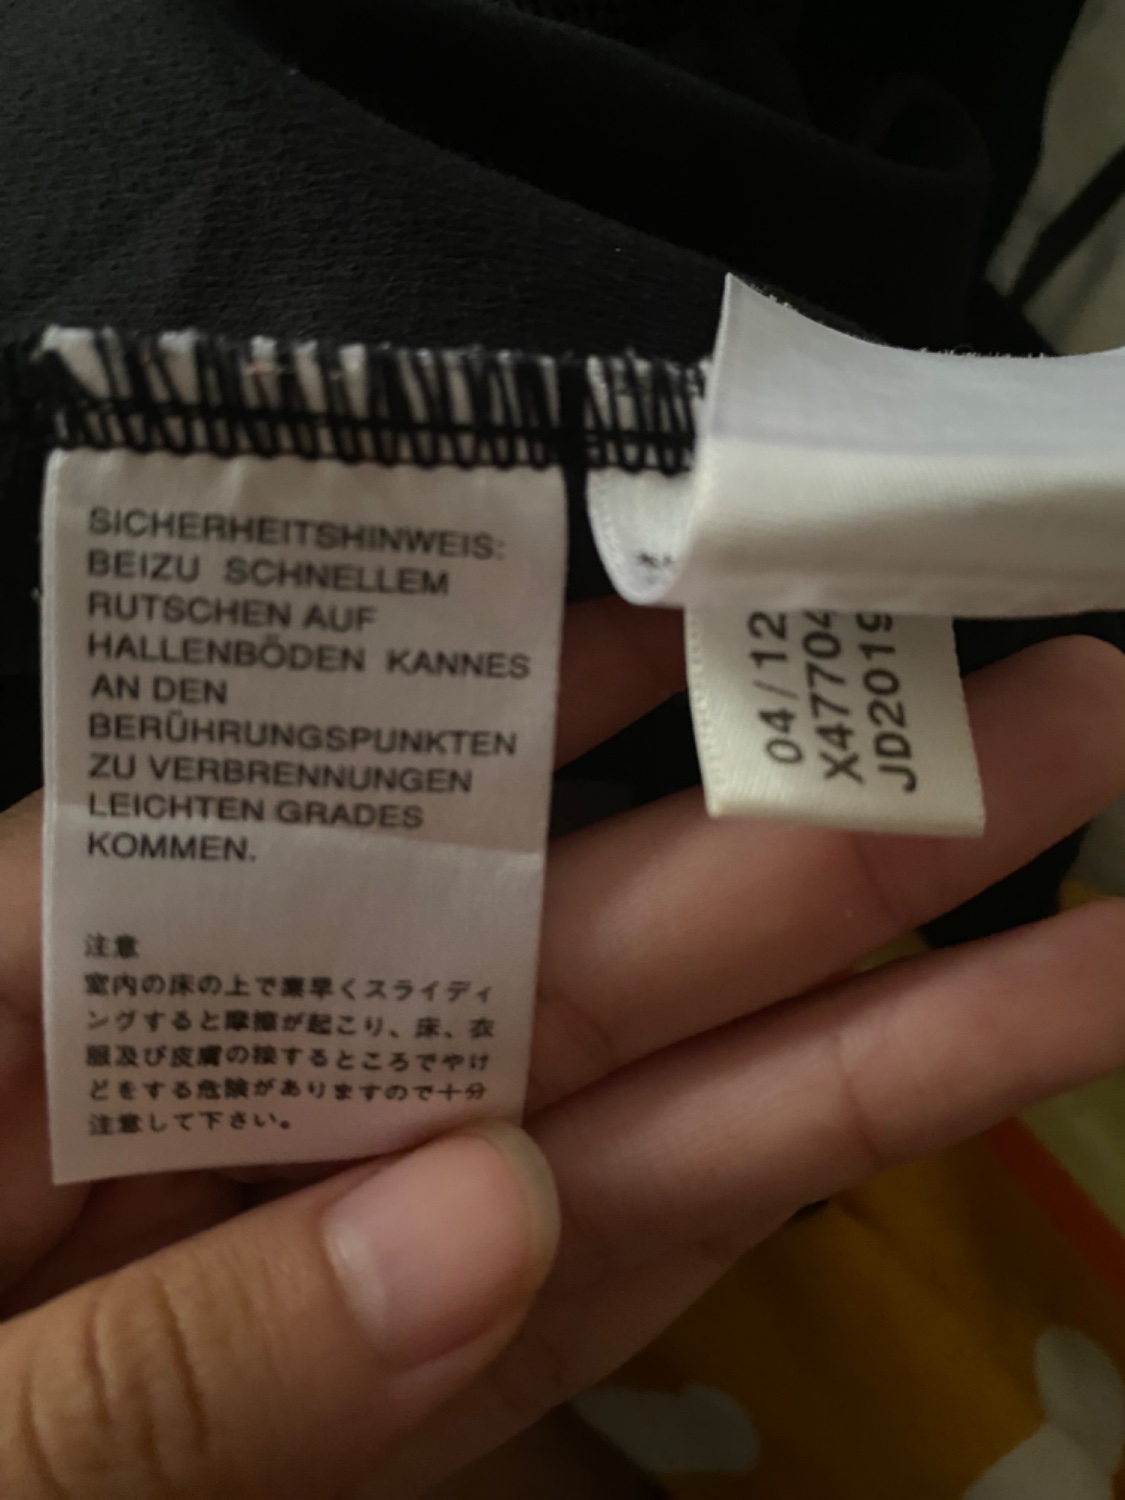 SICHERHEITSHINWEIS:
BEIZU SCHNELLEM
RUTSCHEN AUF
HALLENBÖDEN KANNES
AN DEN
BERÜHRUNGSPUNKTEN
ZU VERBRENNUNGEN
LEICHTEN GRADES
KOMMEN.
注意
室内の床の上で素早くスライディ
ングすると摩擦が起こり、床、衣
服及び皮膚の接するところでやけ
どをする危険がありますので十分
注意して下さい。
04/12
X47704
JD2019